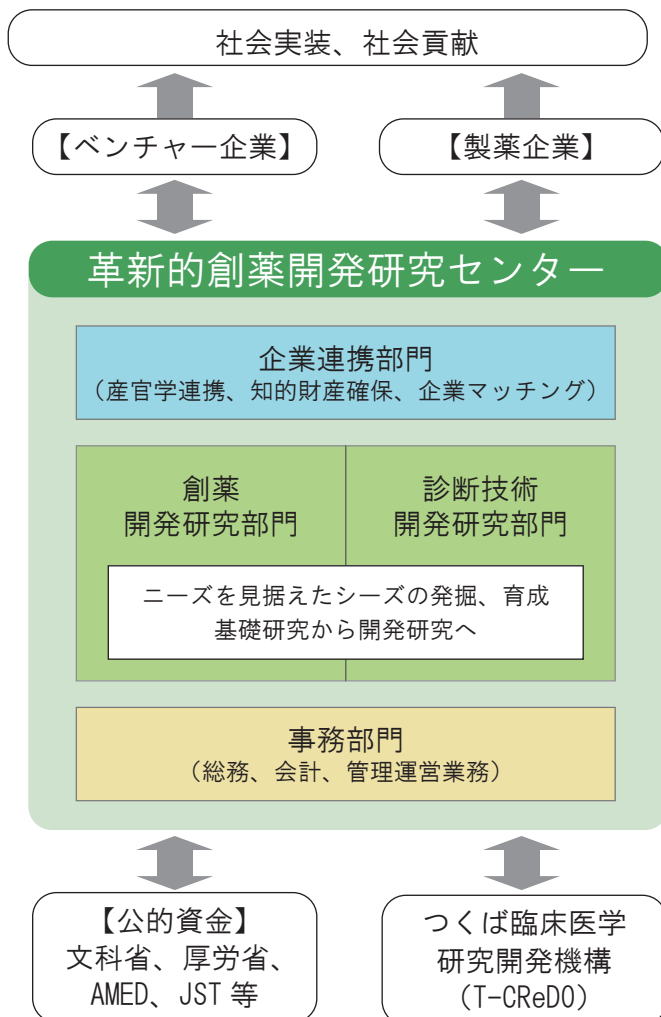 社会実装、社会貢献
【ベンチャー企業】
【製薬企業】
革新的創薬開発研究センター
企業連携部門
（産官学連携、知的財産確保、企業マッチング）
創薬
開発研究部門
診断技術
開発研究部門
ニーズを見据えたシーズの発掘、育成
基礎研究から開発研究へ
事務部門
（総務、会計、管理運営業務）
【公的資金】
文科省、厚労省、
AMED、JST 等
つくば臨床医学
研究開発機構
（T-CReDO）